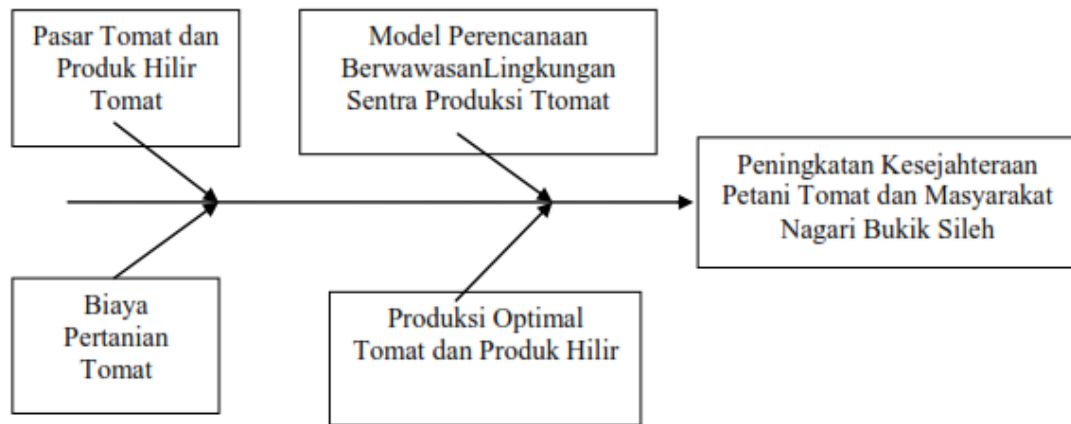 Pasar Tomat dan
Produk Hilir
Tomat
Model Perencanaan
BerwawasanLingkungan
Sentra Produksi Ttomat
Peningkatan Kesejahteraan
Petani Tomat dan Masyarakat
Nagari Bukik Sileh
Biaya
Pertanian
Tomat
Produksi Optimal
Tomat dan Produk Hilir